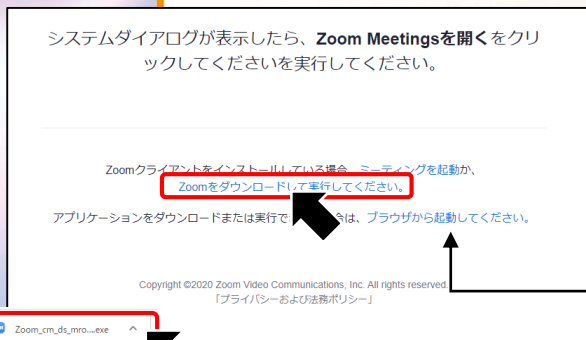 システムダイアログが表示したら、Zoom Meetingsを開くをクリ
ックしてくださいを実行してください。
Zoomクライアントをインストールしている場合、ミーティングを起動か、
Zoomをダウンロードして実行してください。
アプリケーションをダウンロードまたは実行で 合は、ブラウザから起動してください。
Copyright ©2020 Zoom Video Communications, Inc. All rights reserved.
「プライバシーおよび法務ポリシー」
Zoom_cm_ds_mro....exe